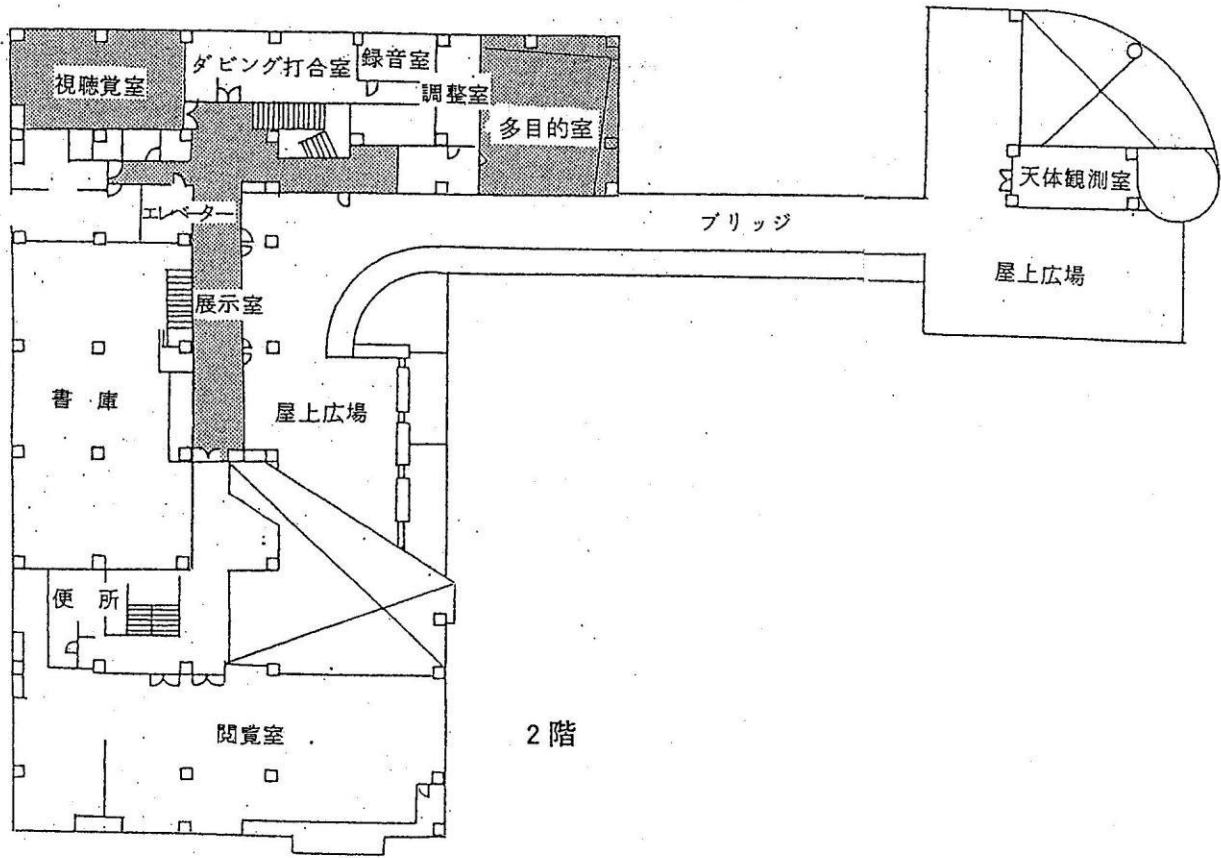 視聴覚室
ダビング打合室
録音室
調整室
多目的室
天体観測室
エレベーター
ブリッジ
屋上広場
展示室
書庫
屋上広場
便所
閲覧室
2階